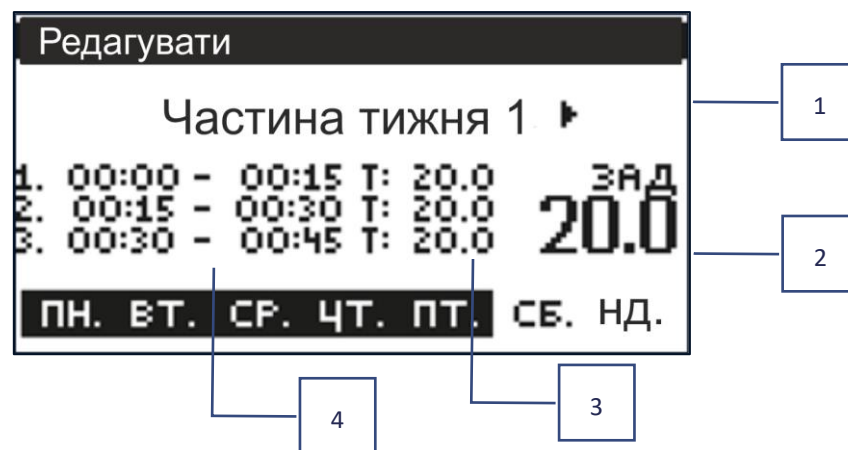 Редагувати
Частина тижня 1
1
1. 00:00 - 00:15 Т: 20.0
ЗАД
2. 00:15 - 00:30 Т: 20.0
20.0
3. 00:30 - 00:45 Т: 20.0
2
ПН. ВТ. СР. ЧТ. ПТ. СБ. НД.
4
3